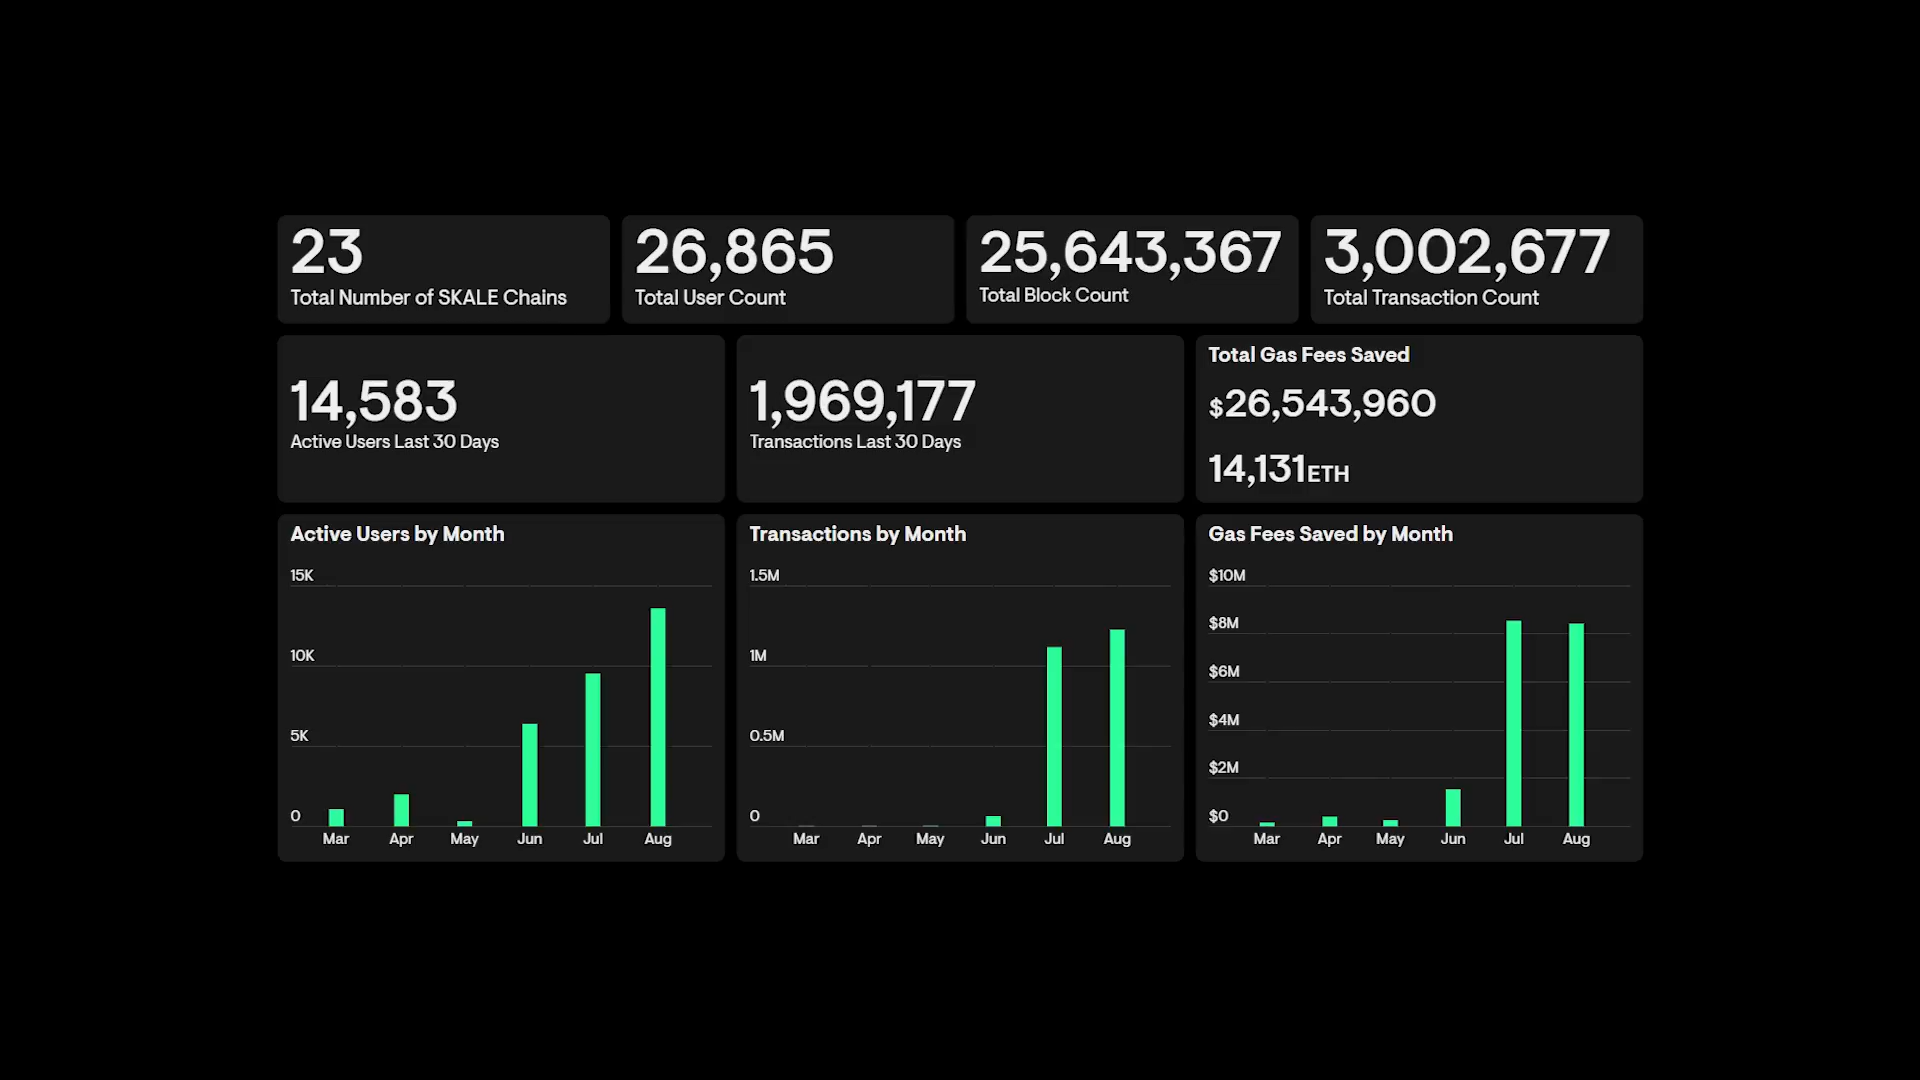 23
Total Number of SKALE Chains
26,865
Total User Count
25,643,367
Total Block Count
3,002,677
Total Transaction Count
14,583
Active Users Last 30 Days
1,969,177
Transactions Last 30 Days
Total Gas Fees Saved
$26,543,960
14,131ETH
Active Users by Month
15K
10K
5K
0
Mar Apr May Jun Jul Aug
Transactions by Month
1.5M
1M
0.5M
0
Mar Apr May Jun Jul Aug
Gas Fees Saved by Month
$10M
$8M
$6M
$4M
$2M
$0
Mar Apr May Jun Jul Aug